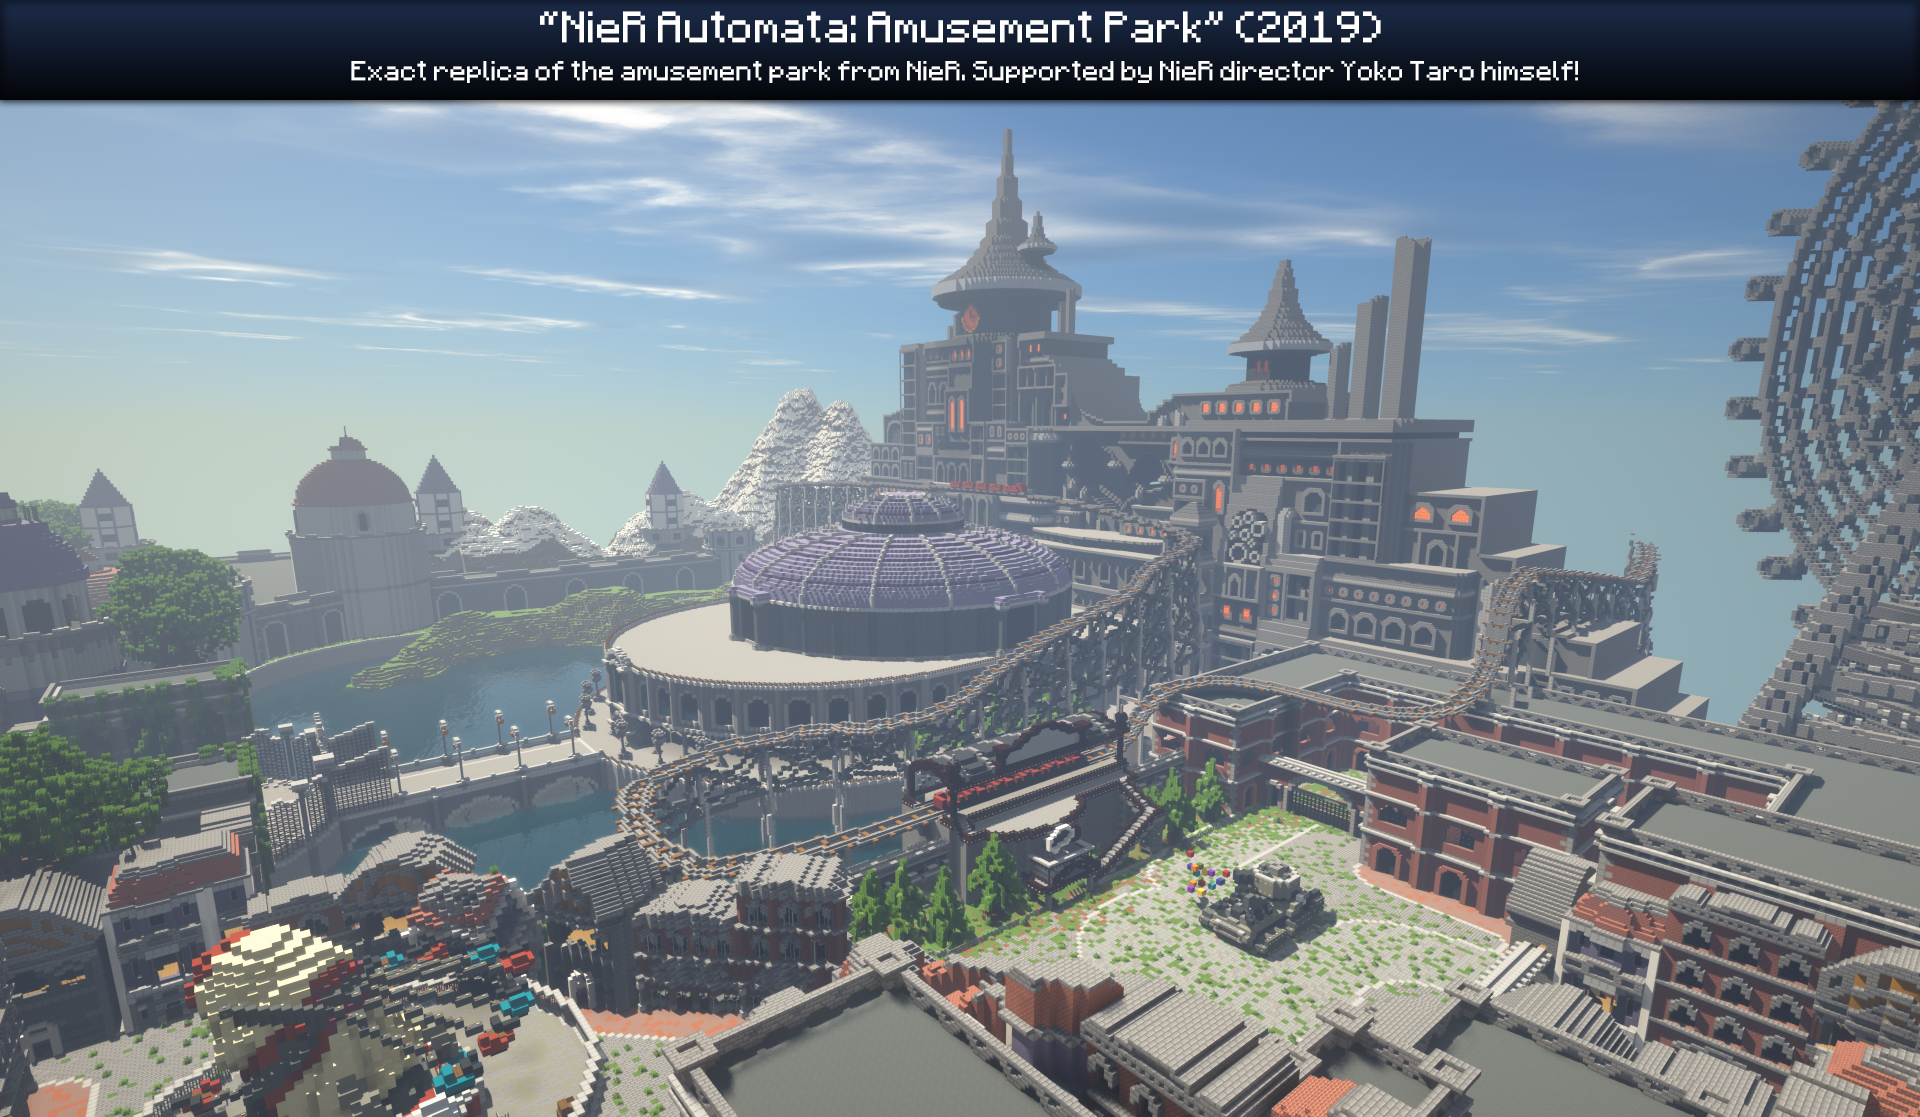 "NieR Automata: Amusement Park" (2019)
Exact replica of the amusement park from NieR. Supported by NieR director Yoko Taro himself!